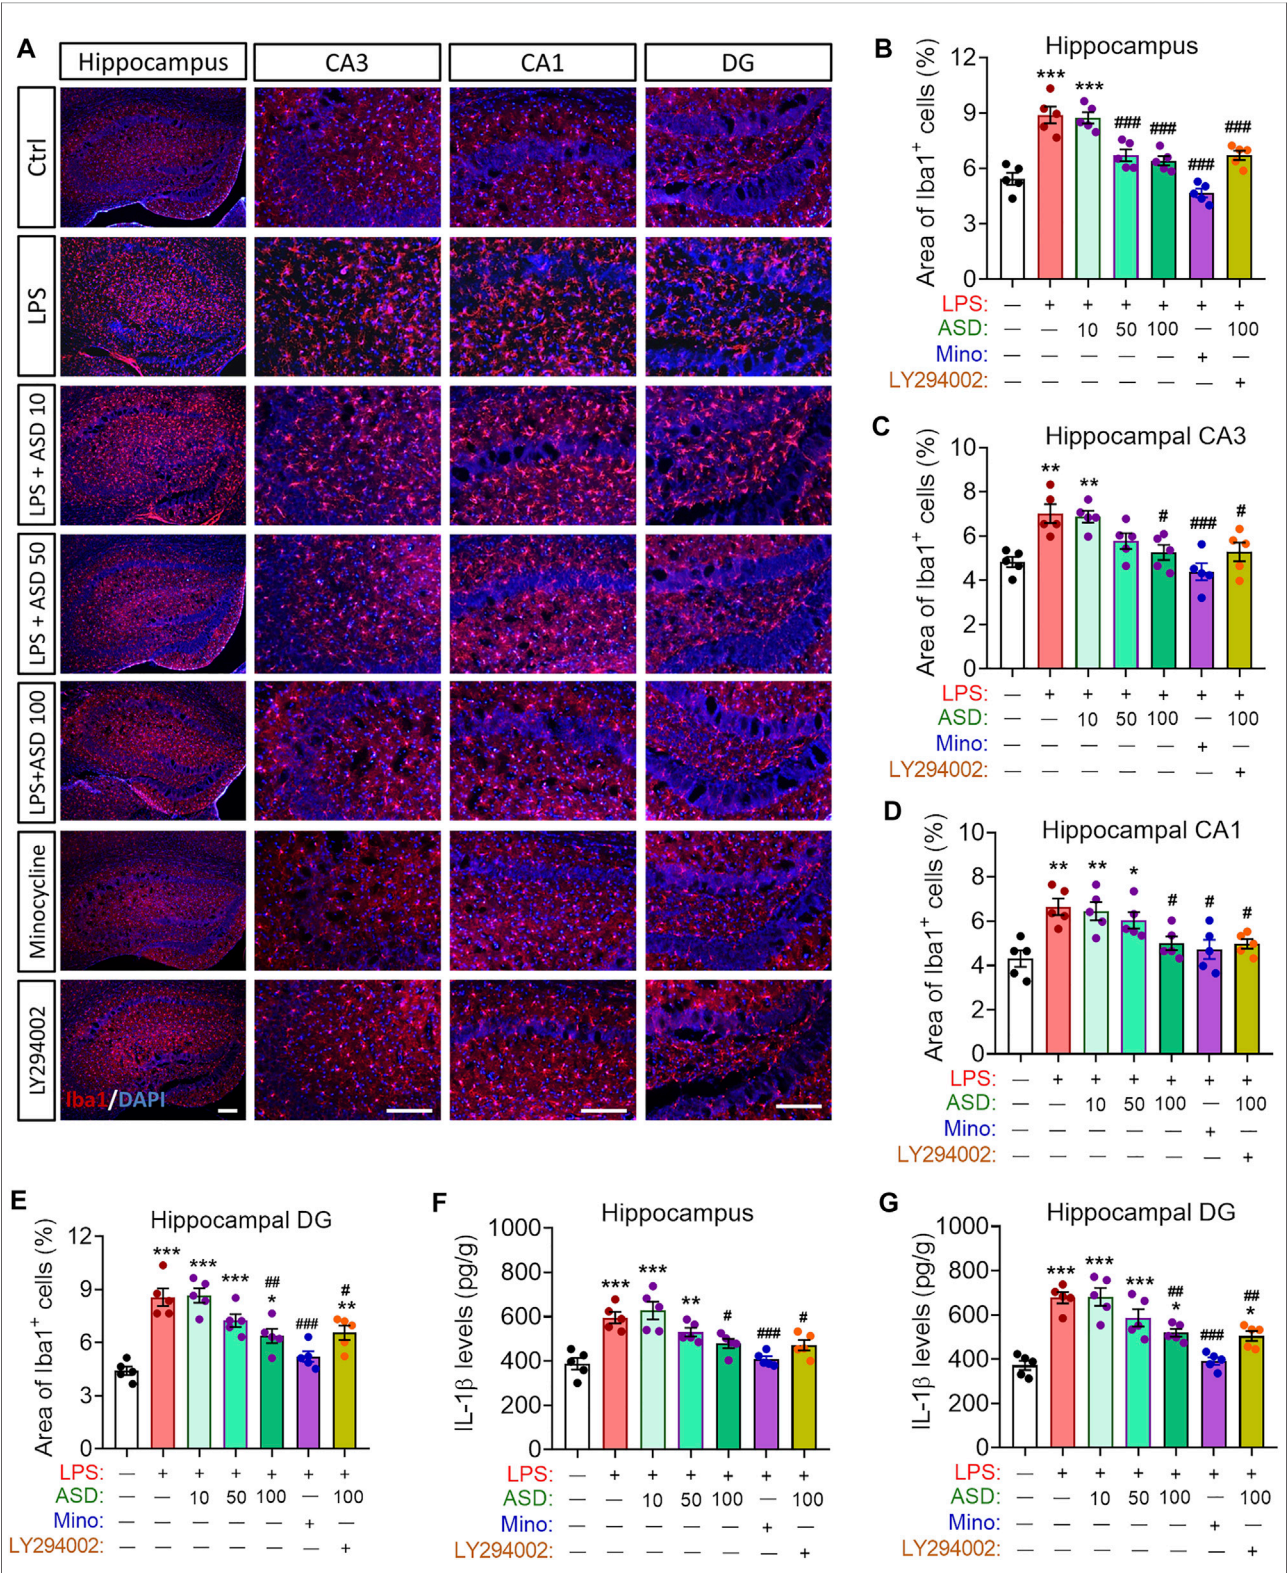 A
Hippocampus CA3 CA1 DG
Ctrl
LPS
LPS + ASD 10
LPS + ASD 50
LPS+ASD 100
Minocycline
LY294002
Iba1/DAPI
B
Hippocampus
Area of Iba1+ cells (%)
12
9
6
3
0
*** *** ### ### ### ###
LPS: — + + + + + +
ASD: — — 10 50 100 — 100
Mino: — — — — — + —
LY294002: — — — — — — +
C
Hippocampal CA3
Area of Iba1+ cells (%)
10
8
6
4
2
0
** ** # ### #
LPS: — + + + + + +
ASD: — — 10 50 100 — 100
Mino: — — — — — + —
LY294002: — — — — — — +
D
Hippocampal CA1
Area of Iba1+ cells (%)
10
8
6
4
2
0
** ** * # # #
LPS: — + + + + + +
ASD: — — 10 50 100 — 100
Mino: — — — — — + —
LY294002: — — — — — — +
E
Hippocampal DG
Area of Iba1+ cells (%)
12
9
6
3
0
*** *** *** ## * ### # **
LPS: — + + + + + +
ASD: — — 10 50 100 — 100
Mino: — — — — — + —
LY294002: — — — — — — +
F
Hippocampus
IL-1β levels (pg/g)
1000
800
600
400
200
0
*** *** ** # ### #
LPS: — + + + + + +
ASD: — — 10 50 100 — 100
Mino: — — — — — + —
LY294002: — — — — — — +
G
Hippocampal DG
IL-1β levels (pg/g)
1000
800
600
400
200
0
*** *** *** ## * ### ## *
LPS: — + + + + + +
ASD: — — 10 50 100 — 100
Mino: — — — — — + —
LY294002: — — — — — — +